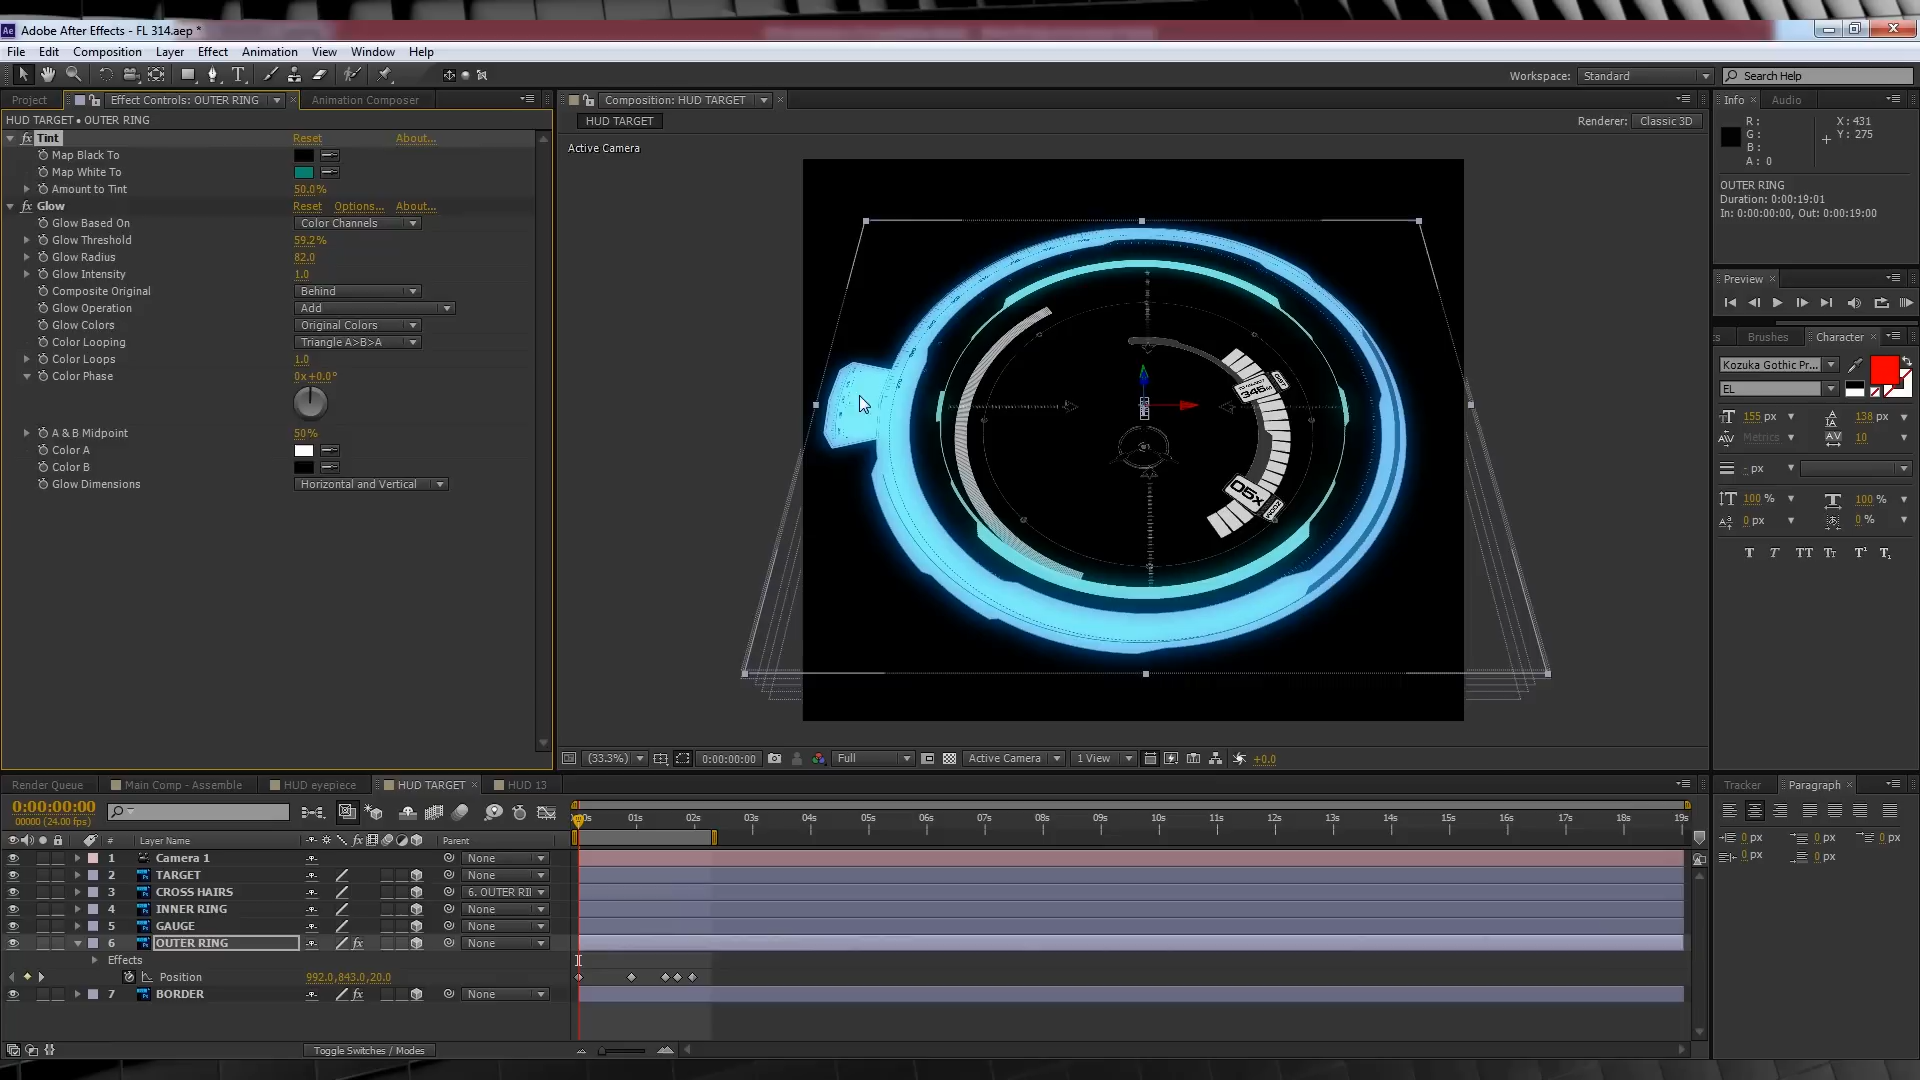 Adobe After Effects - FL 314.aep *
File Edit Composition Layer Effect Animation View Window Help
Workspace: Standard Search Help
Project Effect Controls: OUTER RING Animation Composer
HUD TARGET • OUTER RING
Tint Reset About...
Map Black To
Map White To
Amount to Tint 50.0%
Glow Reset Options... About...
Glow Based On Color Channels
Glow Threshold 59.2%
Glow Radius 82.0
Glow Intensity 1.0
Composite Original Behind
Glow Operation Add
Glow Colors Original Colors
Color Looping Triangle A>B>A
Color Loops 1.0
Color Phase 0x+0.0°
A & B Midpoint 50%
Color A
Color B
Glow Dimensions Horizontal and Vertical
Composition: HUD TARGET
HUD TARGET
Renderer: Classic 3D
Active Camera
345
05x
ZOOM
(33.3%) 0:00:00:00 Full Active Camera 1 View +0.0
Info Audio
R: X: 431
G: Y: 275
B:
A: 0
OUTER RING
Duration: 0:00:19:01
In: 0:00:00:00, Out: 0:00:19:00
Preview
Brushes Character
Kozuka Gothic Pr...
EL
155 px 138 px
Metrics 10
- px
100 % 100 %
0 px 0 %
Render Queue Main Comp - Assemble HUD eyepiece HUD TARGET HUD 13
0:00:00:00
00000 (24.00 fps)
01s 02s 03s 04s 05s 06s 07s 08s 09s 10s 11s 12s 13s 14s 15s 16s 17s 18s 19s
# Layer Name Parent
1 Camera 1 None
2 TARGET None
3 CROSS HAIRS 6. OUTER RI
4 INNER RING None
5 GAUGE None
6 OUTER RING None
Effects
Position 992.0,843.0,20.0
7 BORDER None
Toggle Switches / Modes
Tracker Paragraph
0 px 0 px 0 px
0 px 0 px